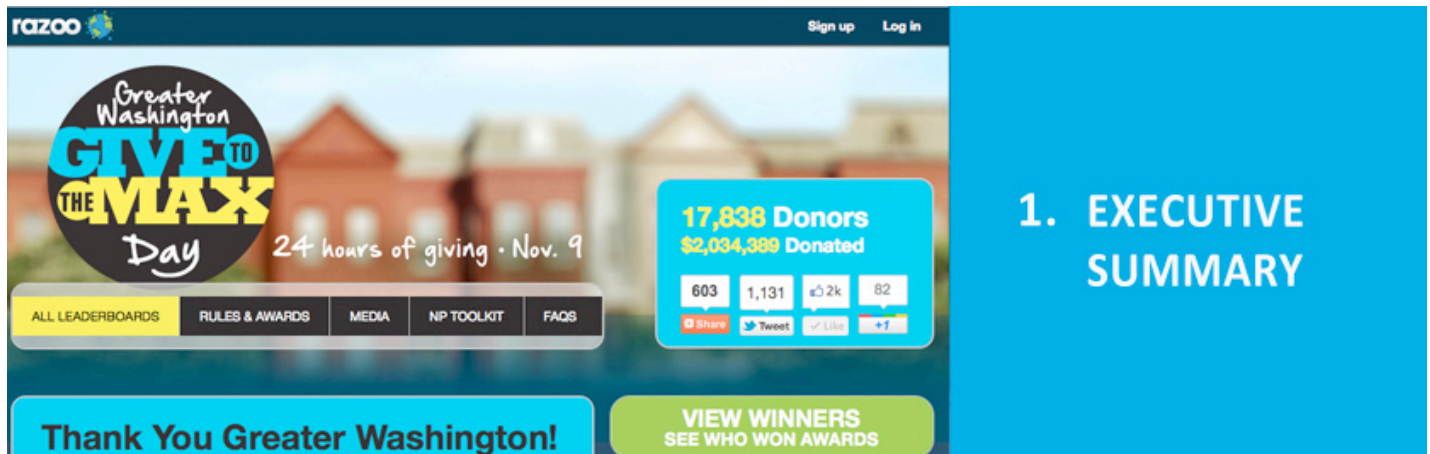 razoo
Sign up
Log in
Greater
Washington
GIVE TO
THE MAX
Day
24 hours of giving • Nov. 9
17,838 Donors
$2,034,389 Donated
603
1,131
2k
82
Share
Tweet
Like
+1
ALL LEADERBOARDS
RULES & AWARDS
MEDIA
NP TOOLKIT
FAQS
Thank You Greater Washington!
VIEW WINNERS
SEE WHO WON AWARDS
1. EXECUTIVE
SUMMARY